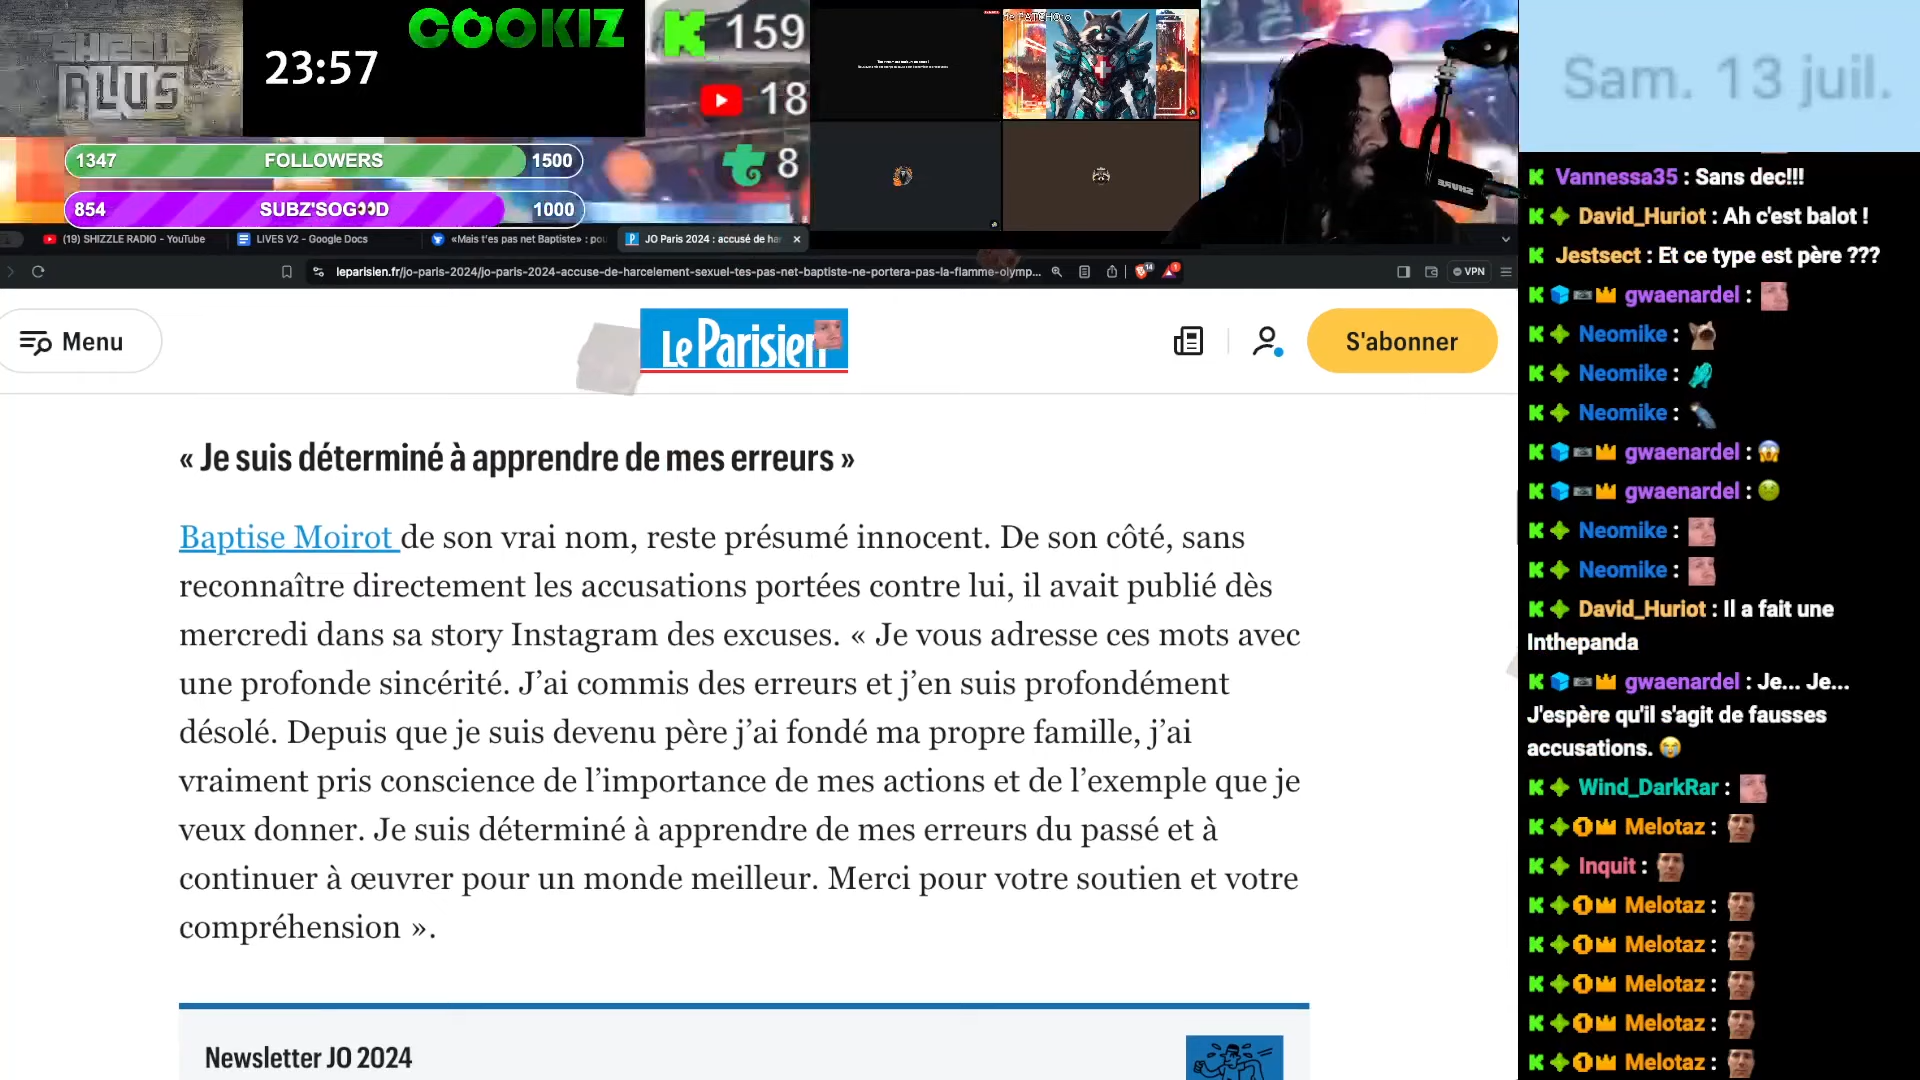 SHIZZLE
23:57
COOKIZ
159
18
8
1347 FOLLOWERS 1500
854 SUBZ'SOG👀D 1000
Sam. 13 juil.
(19) SHIZZLE RADIO - YouTube
LIVES V2 - Google Docs
«Mais t'es pas net Baptiste» : pou
JO Paris 2024 : accusé de ha
leparisien.fr/jo-paris-2024/jo-paris-2024-accuse-de-harcelement-sexuel-tes-pas-net-baptiste-ne-portera-pas-la-flamme-olymp...
VPN
Menu
Le Parisien
S'abonner
« Je suis déterminé à apprendre de mes erreurs »
Baptise Moirot de son vrai nom, reste présumé innocent. De son côté, sans
reconnaître directement les accusations portées contre lui, il avait publié dès
mercredi dans sa story Instagram des excuses. « Je vous adresse ces mots avec
une profonde sincérité. J’ai commis des erreurs et j’en suis profondément
désolé. Depuis que je suis devenu père j’ai fondé ma propre famille, j’ai
vraiment pris conscience de l’importance de mes actions et de l’exemple que je
veux donner. Je suis déterminé à apprendre de mes erreurs du passé et à
continuer à œuvrer pour un monde meilleur. Merci pour votre soutien et votre
compréhension ».
Newsletter JO 2024
Vannessa35 : Sans dec!!!
David_Huriot : Ah c'est balot !
Jestsect : Et ce type est père ???
gwaenardel :
Neomike :
Neomike :
Neomike :
gwaenardel : 😱
gwaenardel : 🤢
Neomike :
Neomike :
David_Huriot : Il a fait une
Inthepanda
gwaenardel : Je... Je...
J'espère qu'il s'agit de fausses
accusations. 😭
Wind_DarkRar :
Melotaz :
Inquit :
Melotaz :
Melotaz :
Melotaz :
Melotaz :
Melotaz :